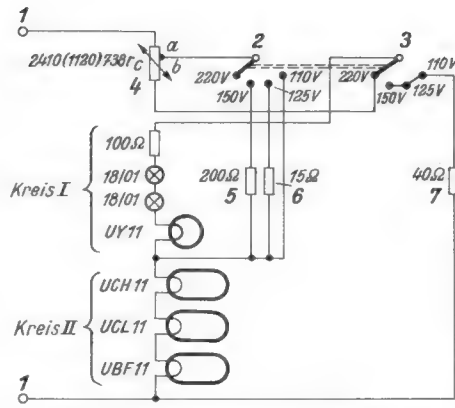 1
2410(1120)738r
c
a
b
4
2
3
220V
150V
125V
110V
220V
150V
125V
110V
100Ω
18/01
18/01
UY11
Kreis I
200Ω
5
15Ω
6
40Ω
7
UCH11
UCL11
UBF11
Kreis II
1